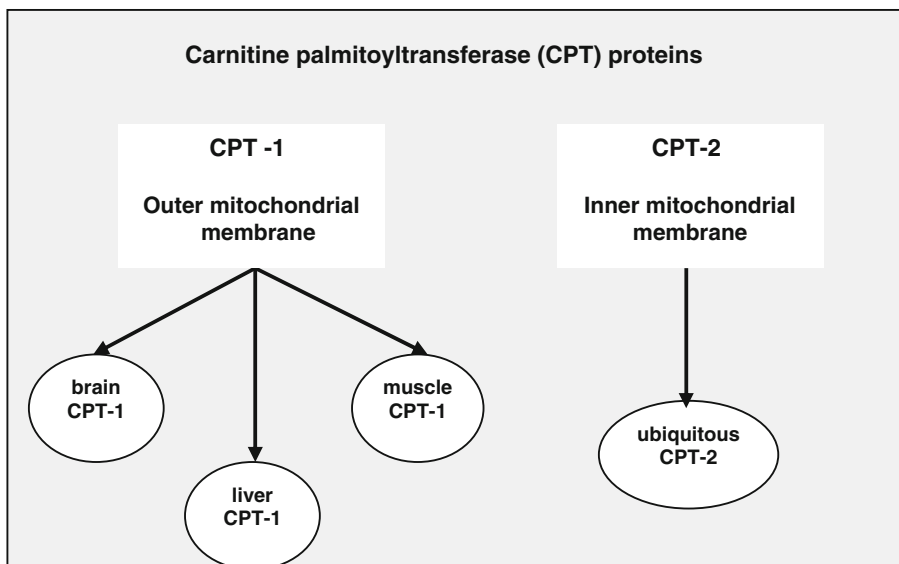 Carnitine palmitoyltransferase (CPT) proteins
CPT -1
Outer mitochondrial
membrane
CPT-2
Inner mitochondrial
membrane
brain
CPT-1
muscle
CPT-1
liver
CPT-1
ubiquitous
CPT-2